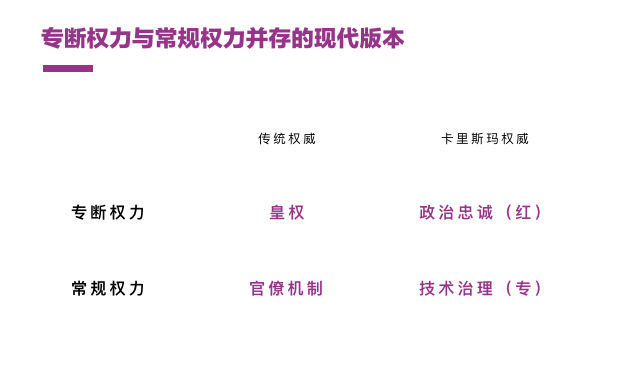 专断权力与常规权力并存的现代版本
传统权威 卡里斯玛权威
专断权力 皇权 政治忠诚（红）
常规权力 官僚机制 技术治理（专）